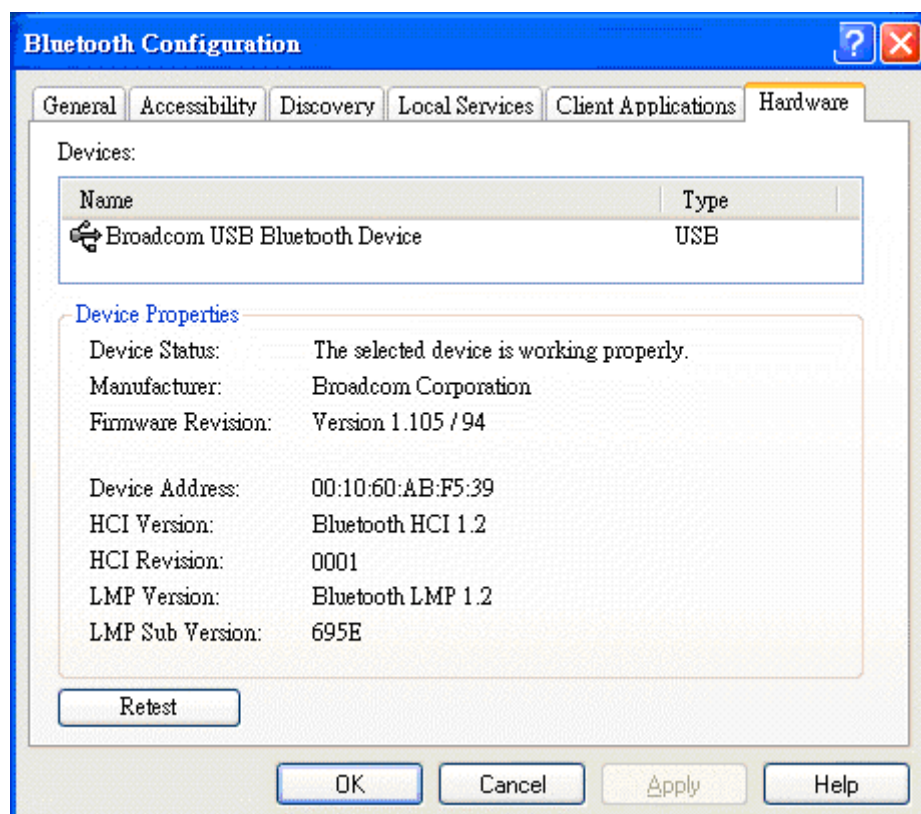 Bluetooth Configuration
General Accessibility Discovery Local Services Client Applications Hardware
Devices:
Name Type
Broadcom USB Bluetooth Device USB
Device Properties
Device Status: The selected device is working properly.
Manufacturer: Broadcom Corporation
Firmware Revision: Version 1.105 / 94
Device Address: 00:10:60:AB:F5:39
HCI Version: Bluetooth HCI 1.2
HCI Revision: 0001
LMP Version: Bluetooth LMP 1.2
LMP Sub Version: 695E
Retest
OK Cancel Apply Help